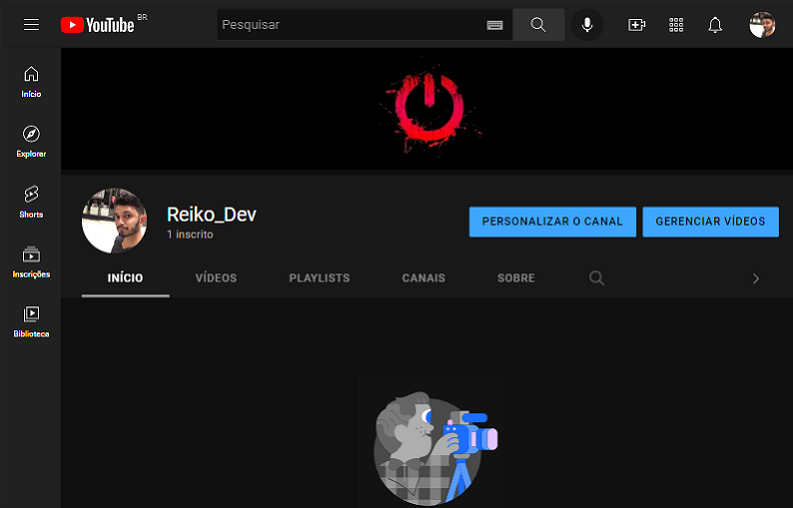 YouTube BR
Pesquisar
Início
Explorar
Shorts
Inscrições
Biblioteca
Reiko_Dev
1 inscrito
PERSONALIZAR O CANAL
GERENCIAR VÍDEOS
INÍCIO VÍDEOS PLAYLISTS CANAIS SOBRE